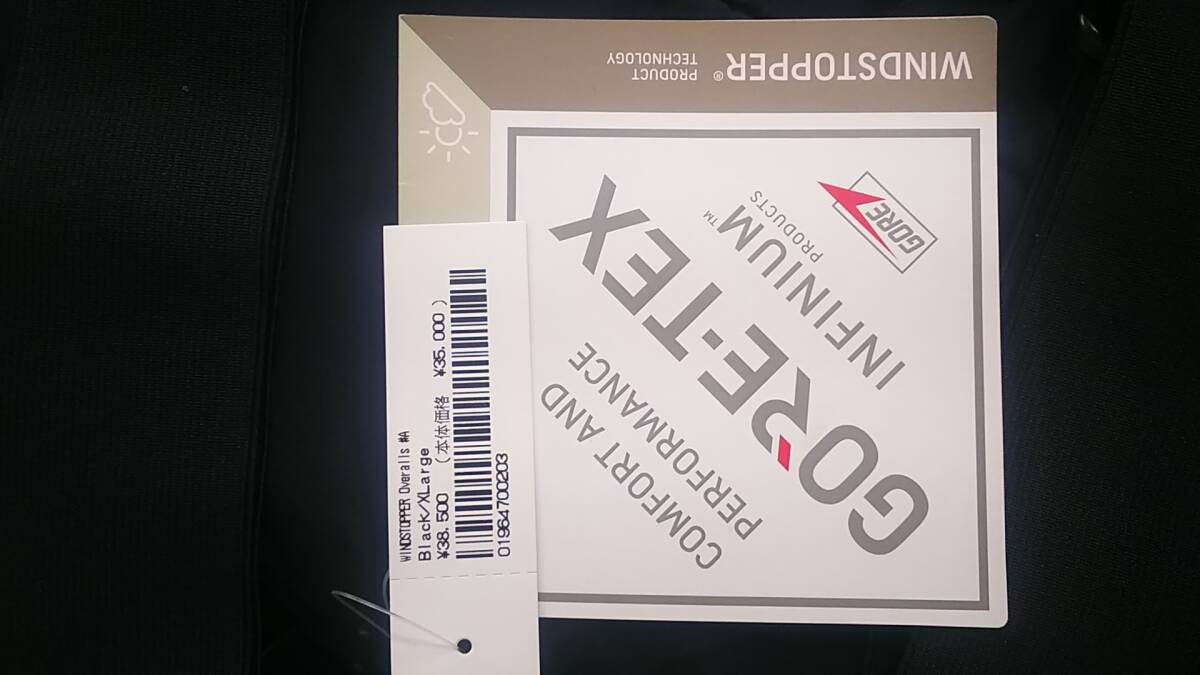 WINDSTOPPER® PRODUCT
TECHNOLOGY
GORE
GORE-TEX
INFINIUM™
PRODUCTS
COMFORT AND
PERFORMANCE
WINDSTOPPER Overalls #A
Black/XLarge
¥38,500 (本体価格 ¥35,000 )
01964700203